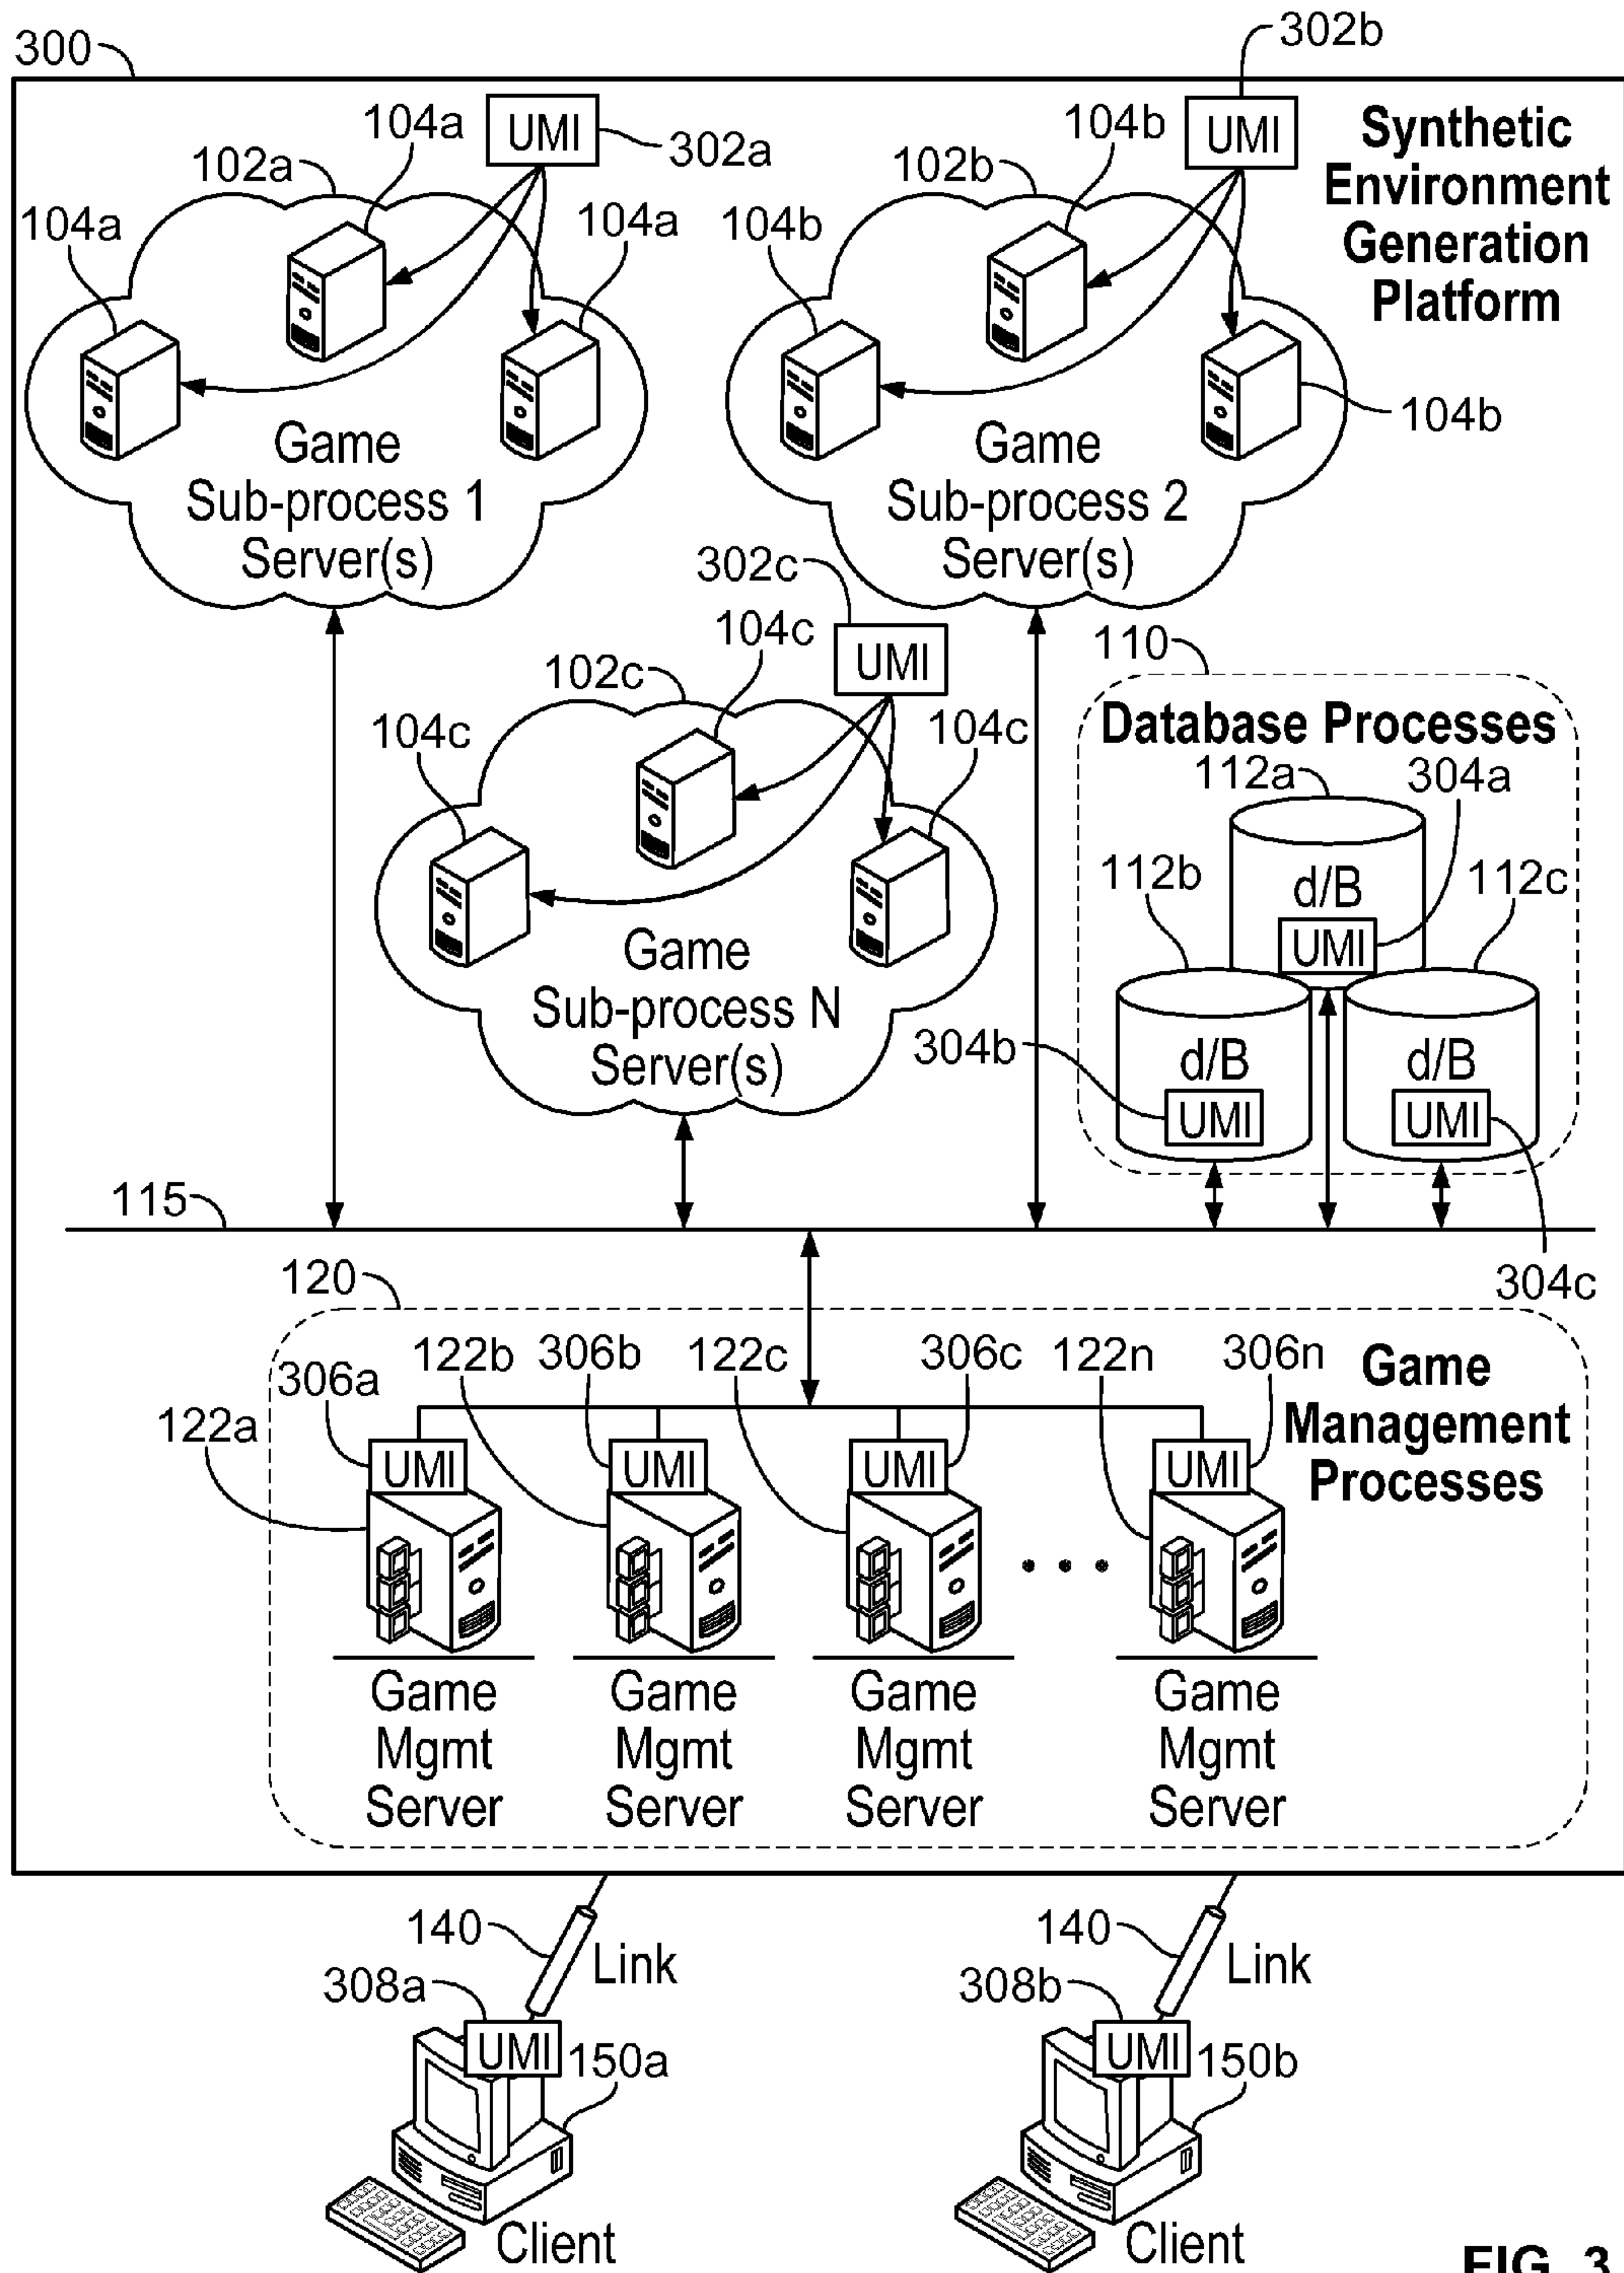 300
302b
104a
UMI
302a
102a
104a
104a
104b
UMI
102b
104b
Synthetic
Environment
Generation
Platform
104b
Game
Sub-process 1
Server(s)
Game
Sub-process 2
Server(s)
302c
104c
UMI
102c
104c
104c
110
Database Processes
112a
304a
112b
112c
d/B
UMI
Game
Sub-process N
Server(s)
304b
d/B
UMI
d/B
UMI
115
304c
120
306a
122a
122b
306b
122c
306c
122n
306n
Game
Management
Processes
UMI
UMI
UMI
UMI
Game
Mgmt
Server
Game
Mgmt
Server
Game
Mgmt
Server
Game
Mgmt
Server
140
Link
308a
UMI
150a
Client
140
Link
308b
UMI
150b
Client
FIG. 3